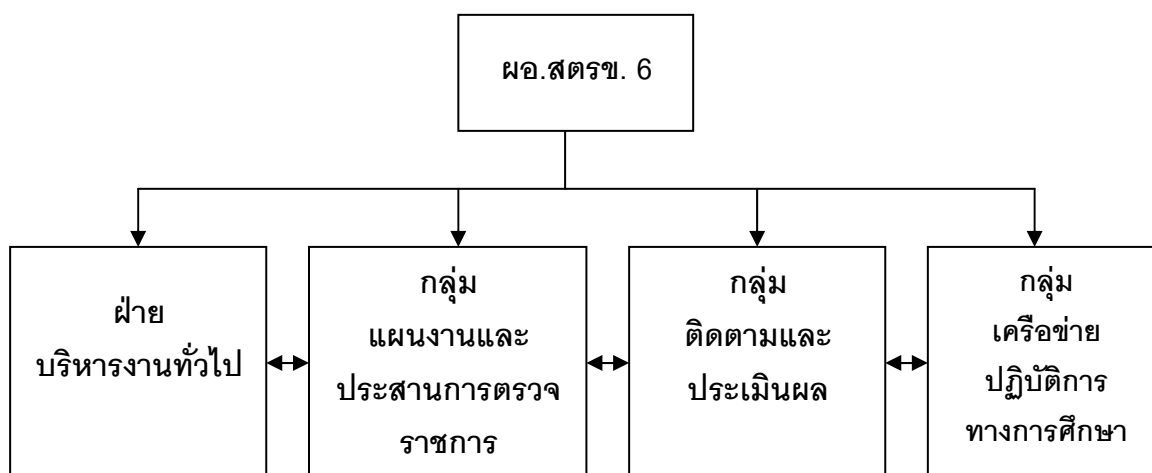 ผอ.สตรข. 6
ฝ่าย
บริหารงานทั่วไป
กลุ่ม
แผนงานและ
ประสานการตรวจ
ราชการ
กลุ่ม
ติดตามและ
ประเมินผล
กลุ่ม
เครือข่าย
ปฏิบัติการ
ทางการศึกษา